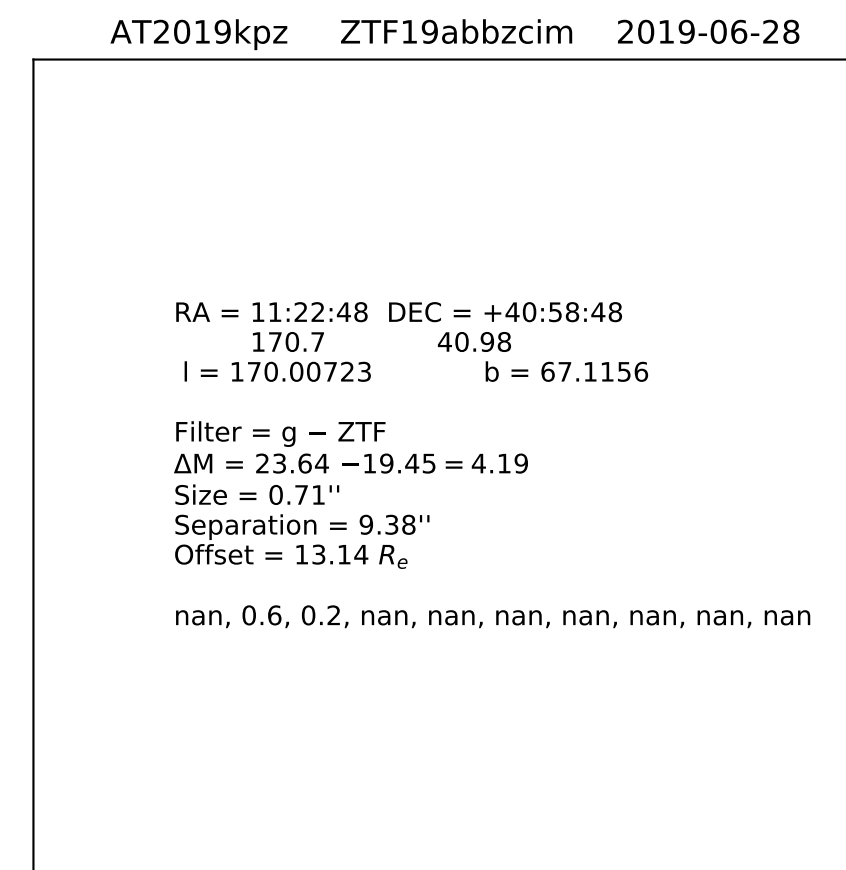 AT2019kpz ZTF19abbzcim 2019-06-28
RA = 11:22:48 DEC = +40:58:48
170.7 40.98
l = 170.00723 b = 67.1156
Filter = g − ZTF
ΔM = 23.64 −19.45 = 4.19
Size = 0.71''
Separation = 9.38''
Offset = 13.14 Re
nan, 0.6, 0.2, nan, nan, nan, nan, nan, nan, nan